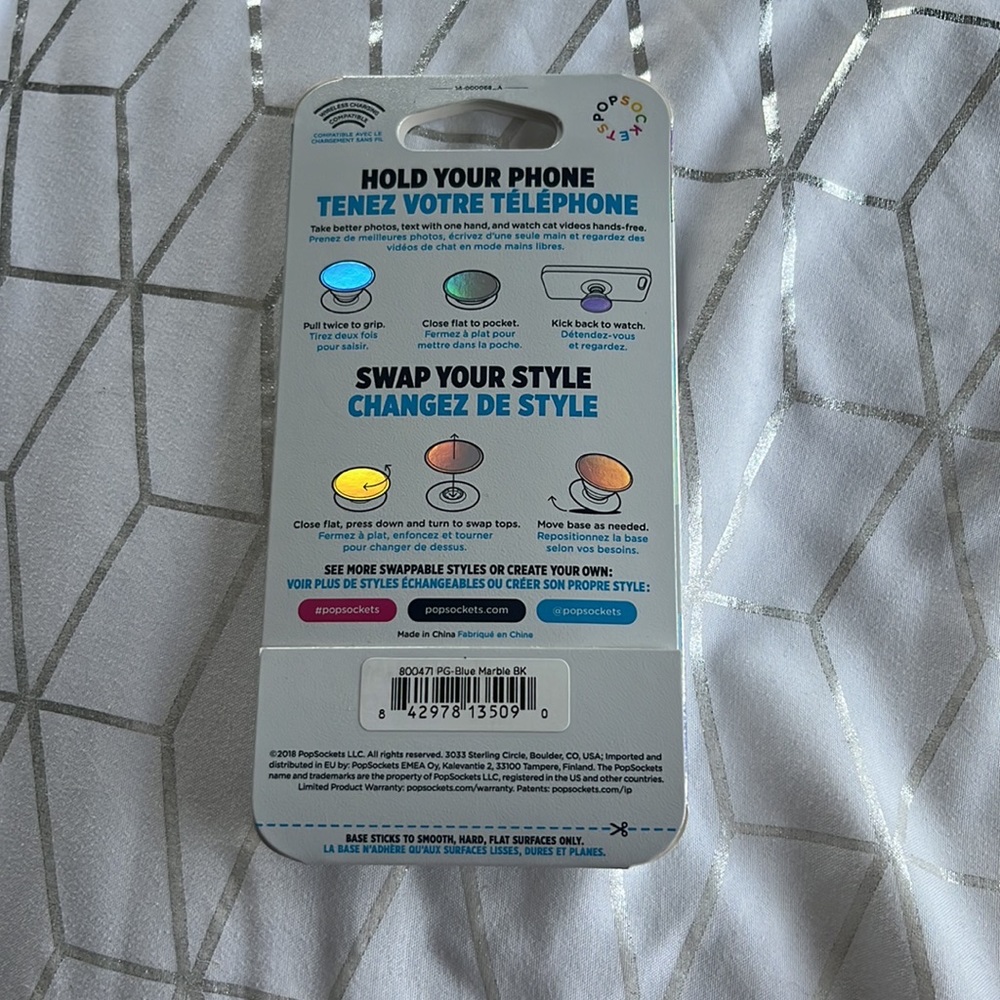 SA-000068_A
WIRELESS CHARGING
COMPATIBLE
COMPATIBLE AVEC LE
CHARGEMENT SANS FIL
POPSOCKETS
HOLD YOUR PHONE
TENEZ VOTRE TÉLÉPHONE
Take better photos, text with one hand, and watch cat videos hands-free.
Prenez de meilleures photos, écrivez d'une seule main et regardez des
vidéos de chat en mode mains libres.
Pull twice to grip.
Tirez deux fois
pour saisir.
Close flat to pocket.
Fermez à plat pour
mettre dans la poche.
Kick back to watch.
Détendez-vous
et regardez.
SWAP YOUR STYLE
CHANGEZ DE STYLE
Close flat, press down and turn to swap tops.
Fermez à plat, enfoncez et tourner
pour changer de dessus.
Move base as needed.
Repositionnez la base
selon vos besoins.
SEE MORE SWAPPABLE STYLES OR CREATE YOUR OWN:
VOIR PLUS DE STYLES ÉCHANGEABLES OU CRÉER SON PROPRE STYLE:
#popsockets popsockets.com @popsockets
Made in China Fabriqué en Chine
800471 PG-Blue Marble BK
8 42978 13509 0
©2018 PopSockets LLC. All rights reserved. 3033 Sterling Circle, Boulder, CO, USA; Imported and
distributed in EU by: PopSockets EMEA Oy, Kalevantie 2, 33100 Tampere, Finland. The PopSockets
name and trademarks are the property of PopSockets LLC, registered in the US and other countries.
Limited Product Warranty: popsockets.com/warranty. Patents: popsockets.com/ip
BASE STICKS TO SMOOTH, HARD, FLAT SURFACES ONLY.
LA BASE N'ADHÈRE QU'AUX SURFACES LISSES, DURES ET PLANES.